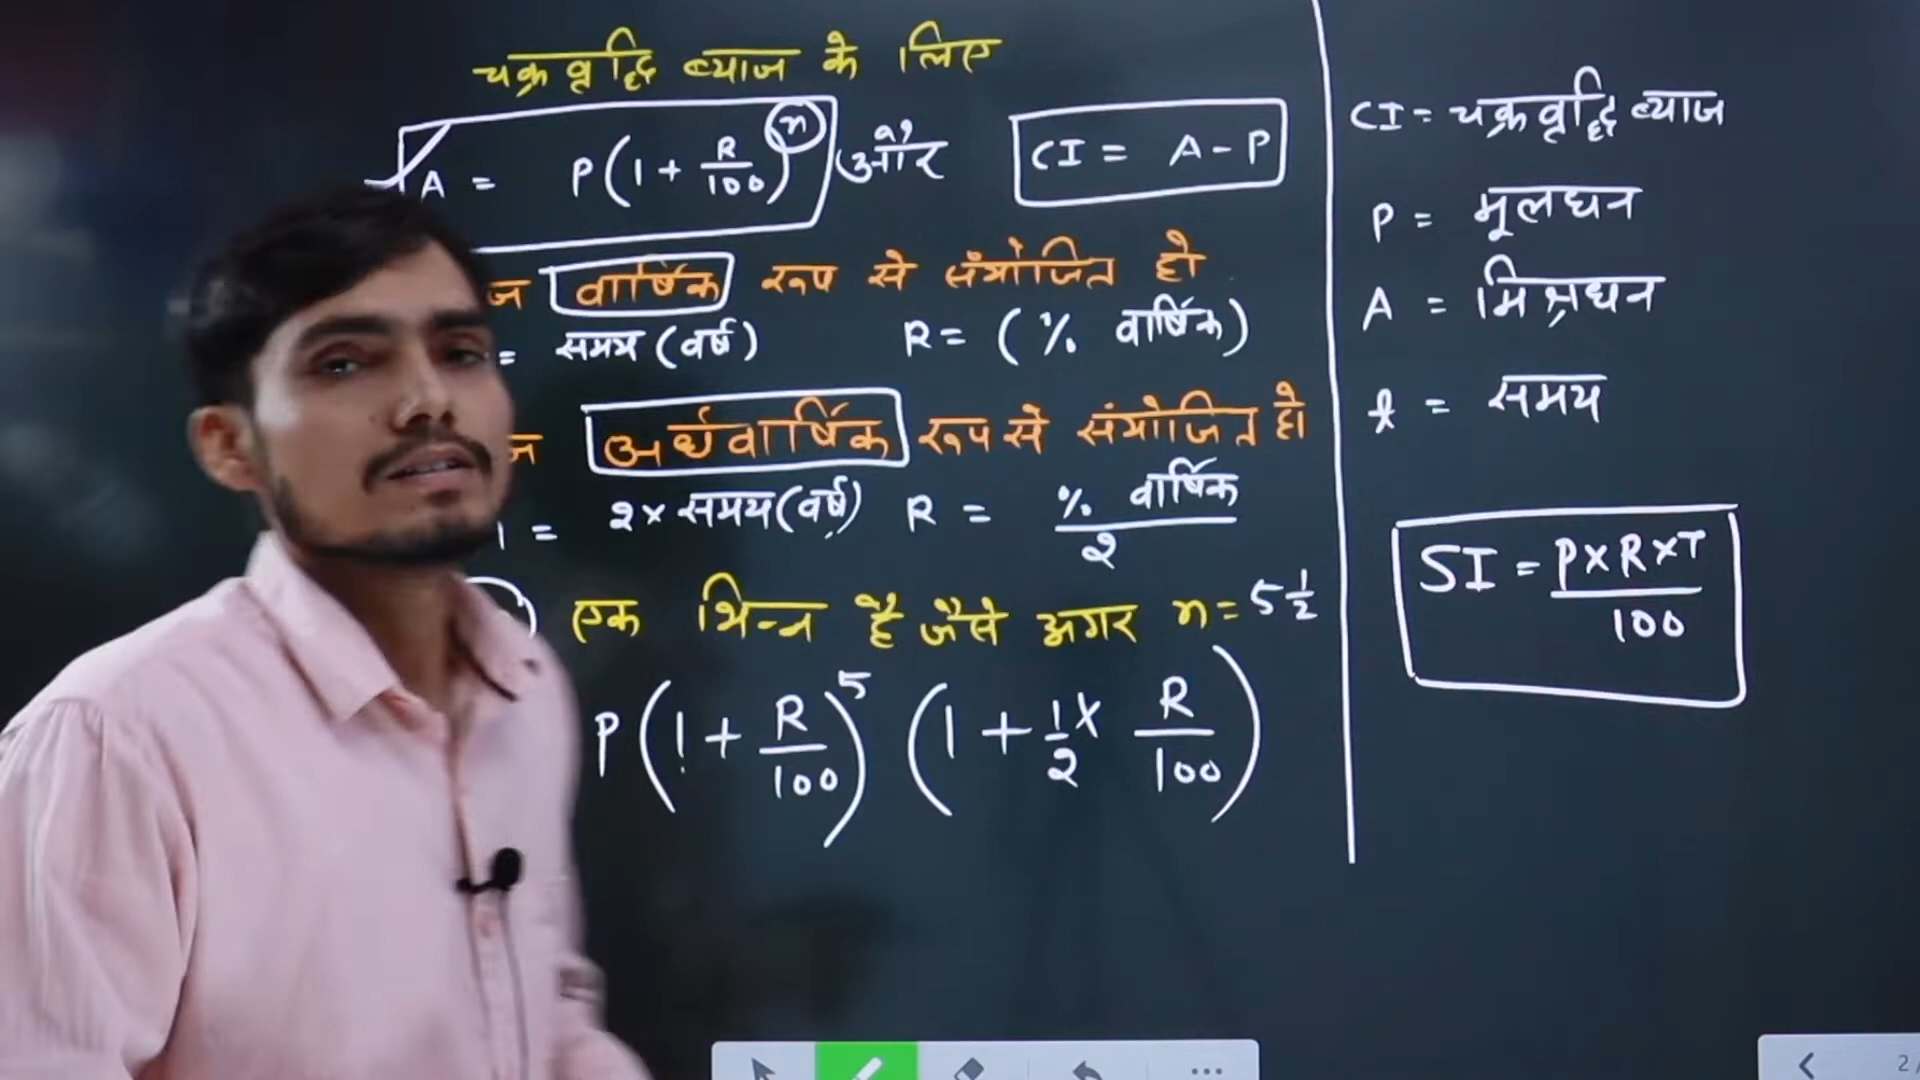 चक्रवृद्धि ब्याज के लिए
A = P(1 + R/100)^n और CI = A - P
ज वार्षिक रूप से संयोजित हो
= समय (वर्ष) R = (% वार्षिक)
ज अर्धवार्षिक रूप से संयोजित हो
= 2 × समय (वर्ष) R = % वार्षिक/2
एक भिन्न है जैसे अगर n = 5 1/2
P(1 + R/100)^5 (1 + 1/2 × R/100)
CI = चक्रवृद्धि ब्याज
P = मूलधन
A = मिश्रधन
t = समय
SI = P×R×T/100
2/